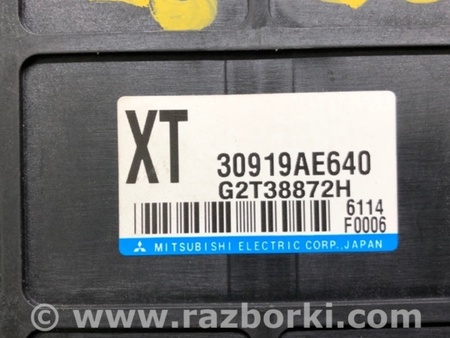 XT
30919AE640
G2T38872H
6114
F0006
MITSUBISHI ELECTRIC CORP., JAPAN
© www.razborki.com